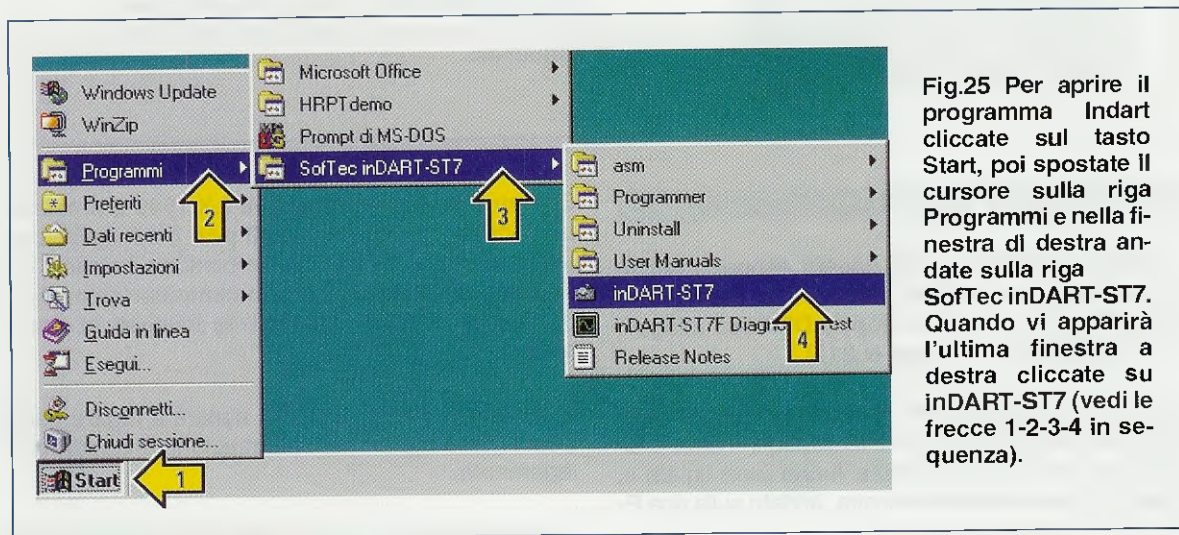 Windows Update
WinZip
Programmi
Preferiti
Dati recenti
Impostazioni
Trova
Guida in linea
Esegui...
Disconnetti...
Chiudi sessione...
Start
1
2
Microsoft Office
HRPT demo
Prompt di MS-DOS
SofTec inDART-ST7
3
asm
Programmer
Uninstall
User Manuals
inDART-ST7
inDART-ST7F Diagno est
Release Notes
4
Fig.25 Per aprire il
programma Indart
cliccate sul tasto
Start, poi spostate il
cursore sulla riga
Programmi e nella fi-
nestra di destra an-
date sulla riga
SofTec inDART-ST7.
Quando vi apparirà
l'ultima finestra a
destra cliccate su
inDART-ST7 (vedi le
frecce 1-2-3-4 in se-
quenza).